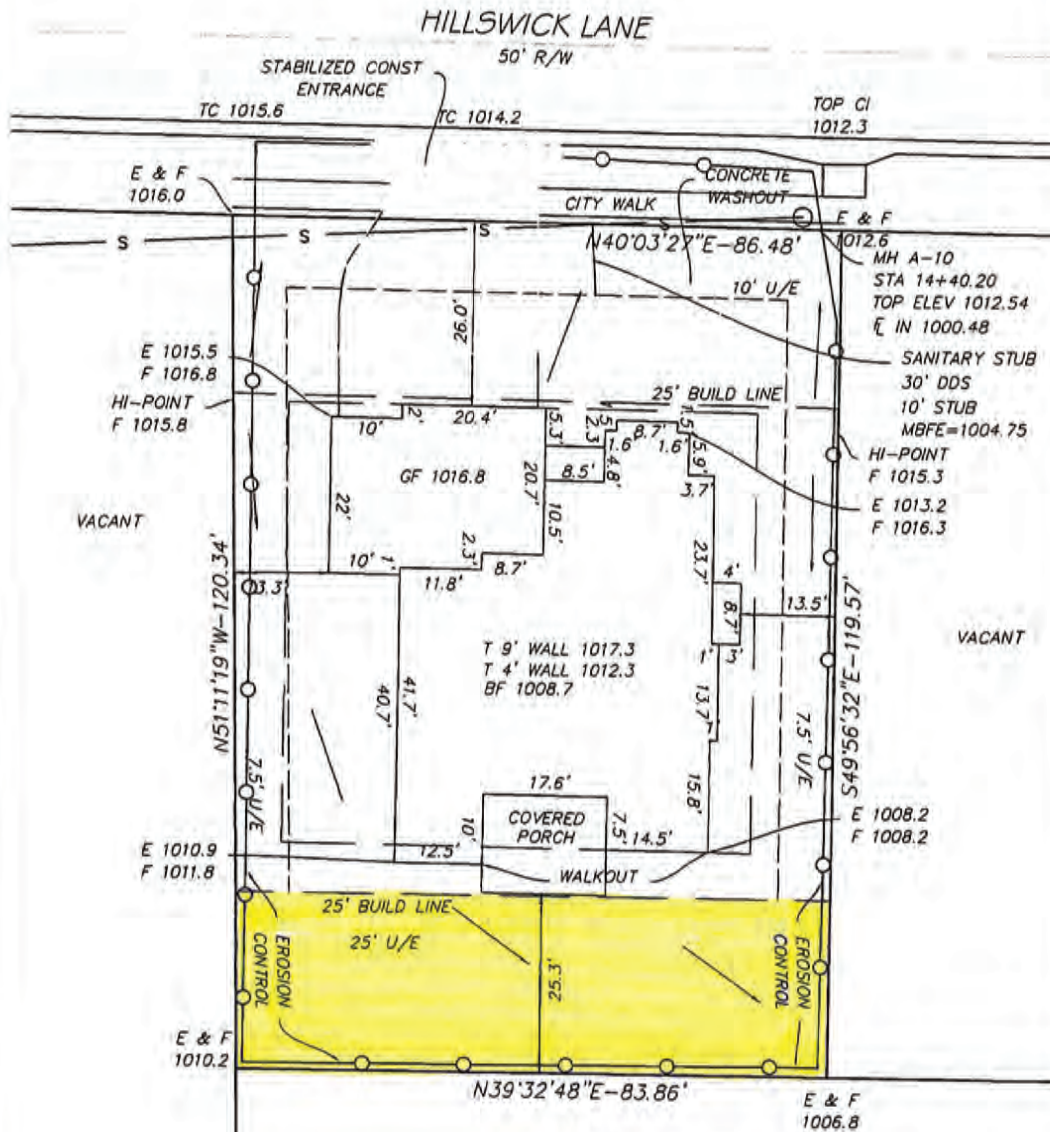 HILLSWICK LANE
50' R/W
STABILIZED CONST
ENTRANCE
TC 1015.6
TC 1014.2
TOP CI
1012.3
E & F
1016.0
CONCRETE
WASHOUT
CITY WALK
S
S
S
S
E & F
1012.6
N40°03'27"E-86.48'
MH A-10
STA 14+40.20
TOP ELEV 1012.54
℄ IN 1000.48
10' U/E
26.0'
SANITARY STUB
30' DDS
10' STUB
MBFE=1004.75
E 1015.5
F 1016.8
HI-POINT
F 1015.8
25' BUILD LINE
HI-POINT
F 1015.3
E 1013.2
F 1016.3
10'
2'
20.4'
5.3'
2.3'
1.6'
8.7'
1.6'
5.9'
4.8'
8.5'
3.7'
GF 1016.8
20.7'
10.5'
22'
VACANT
2.3'
8.7'
23.7'
10'
1'
11.8'
4'
8.7'
13.5'
13.3'
VACANT
N51°11'19"W-120.34'
S49°56'32"E-119.57'
T 9' WALL 1017.3
T 4' WALL 1012.3
BF 1008.7
1'
3'
40.7'
41.7'
13.7'
1'
7.5' U/E
7.5' U/E
15.8'
17.6'
COVERED
PORCH
10'
7.5'
12.5'
14.5'
E 1008.2
F 1008.2
E 1010.9
F 1011.8
WALKOUT
25' BUILD LINE
25' U/E
EROSION
CONTROL
25.3'
EROSION
CONTROL
E & F
1010.2
N39°32'48"E-83.86'
E & F
1006.8